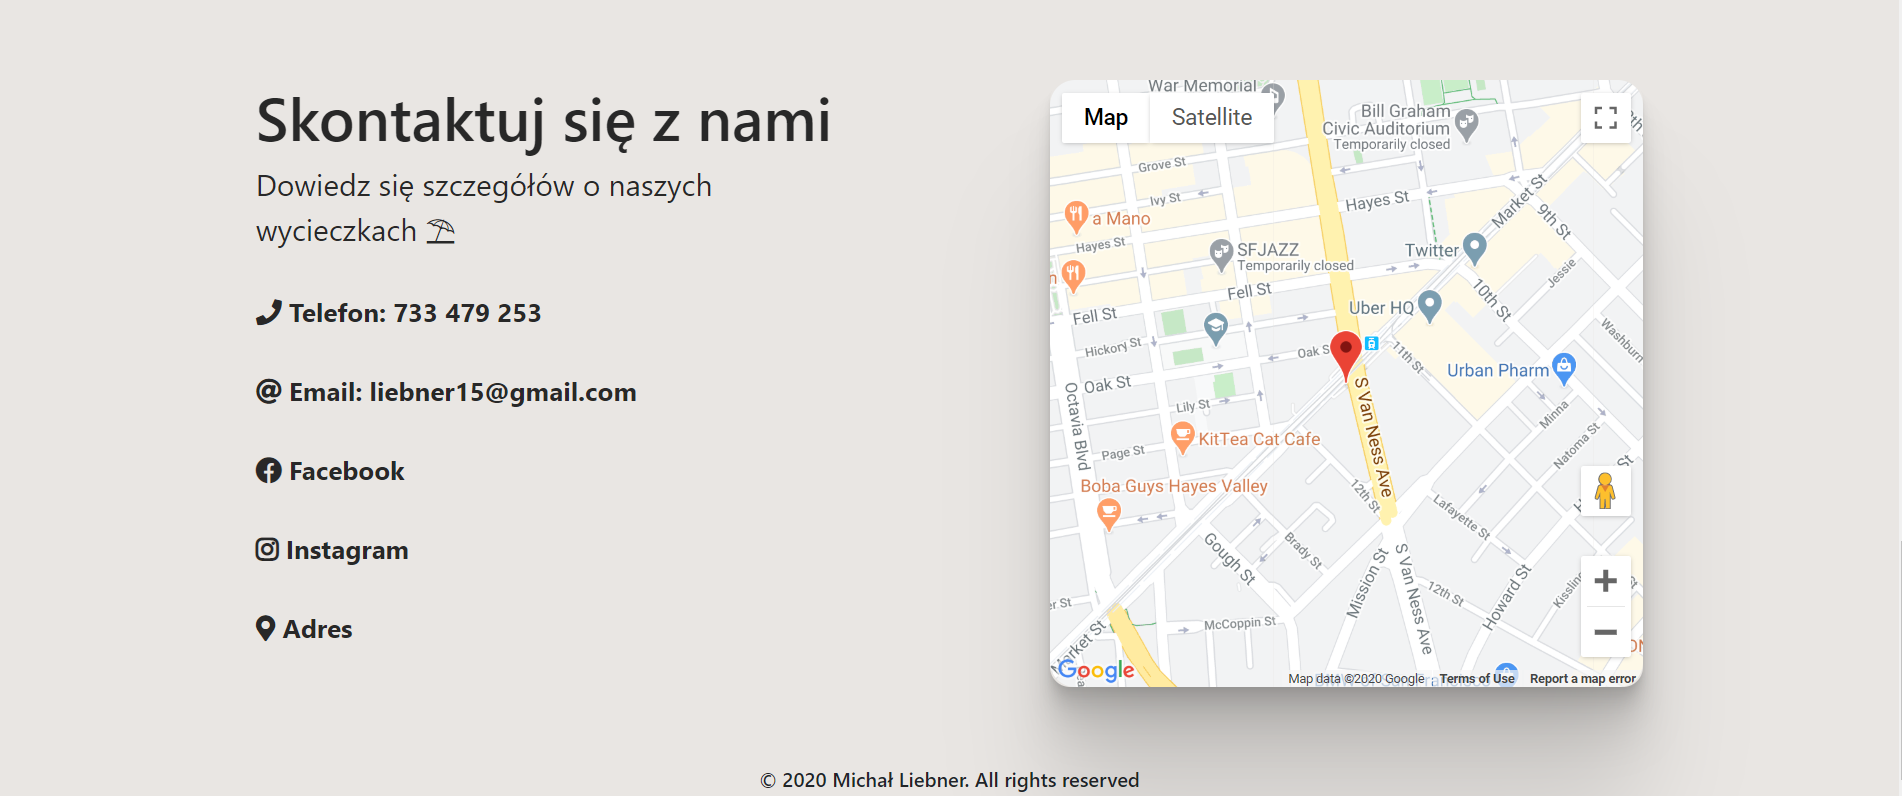 Skontaktuj się z nami
Dowiedz się szczegółów o naszych
wycieczkach
Telefon: 733 479 253
Email: liebner15@gmail.com
Facebook
Instagram
Adres
Map
Satellite
War Memorial
Bill Graham
Civic Auditorium
Temporarily closed
Grove St
Ivy St
Hayes St
Market St
9th St
a Mano
Hayes St
SFJAZZ
Temporarily closed
Twitter
Jessie
Fell St
10th St
Uber HQ
Fell St
Hickory St
Oak S
11th St
Washburn
Urban Pharm
Oak St
Octavia Blvd
Lily St
S Van Ness Ave
Minna
KitTea Cat Cafe
Natoma St
Page St
Boba Guys Hayes Valley
12th St
Lafayette St
Gough St
Brady St
Mission St
S Van Ness Ave
12th St
Howard St
Kissling
McCoppin St
Market St
Google
Map data ©2020 Google
Terms of Use
Report a map error
© 2020 Michał Liebner. All rights reserved